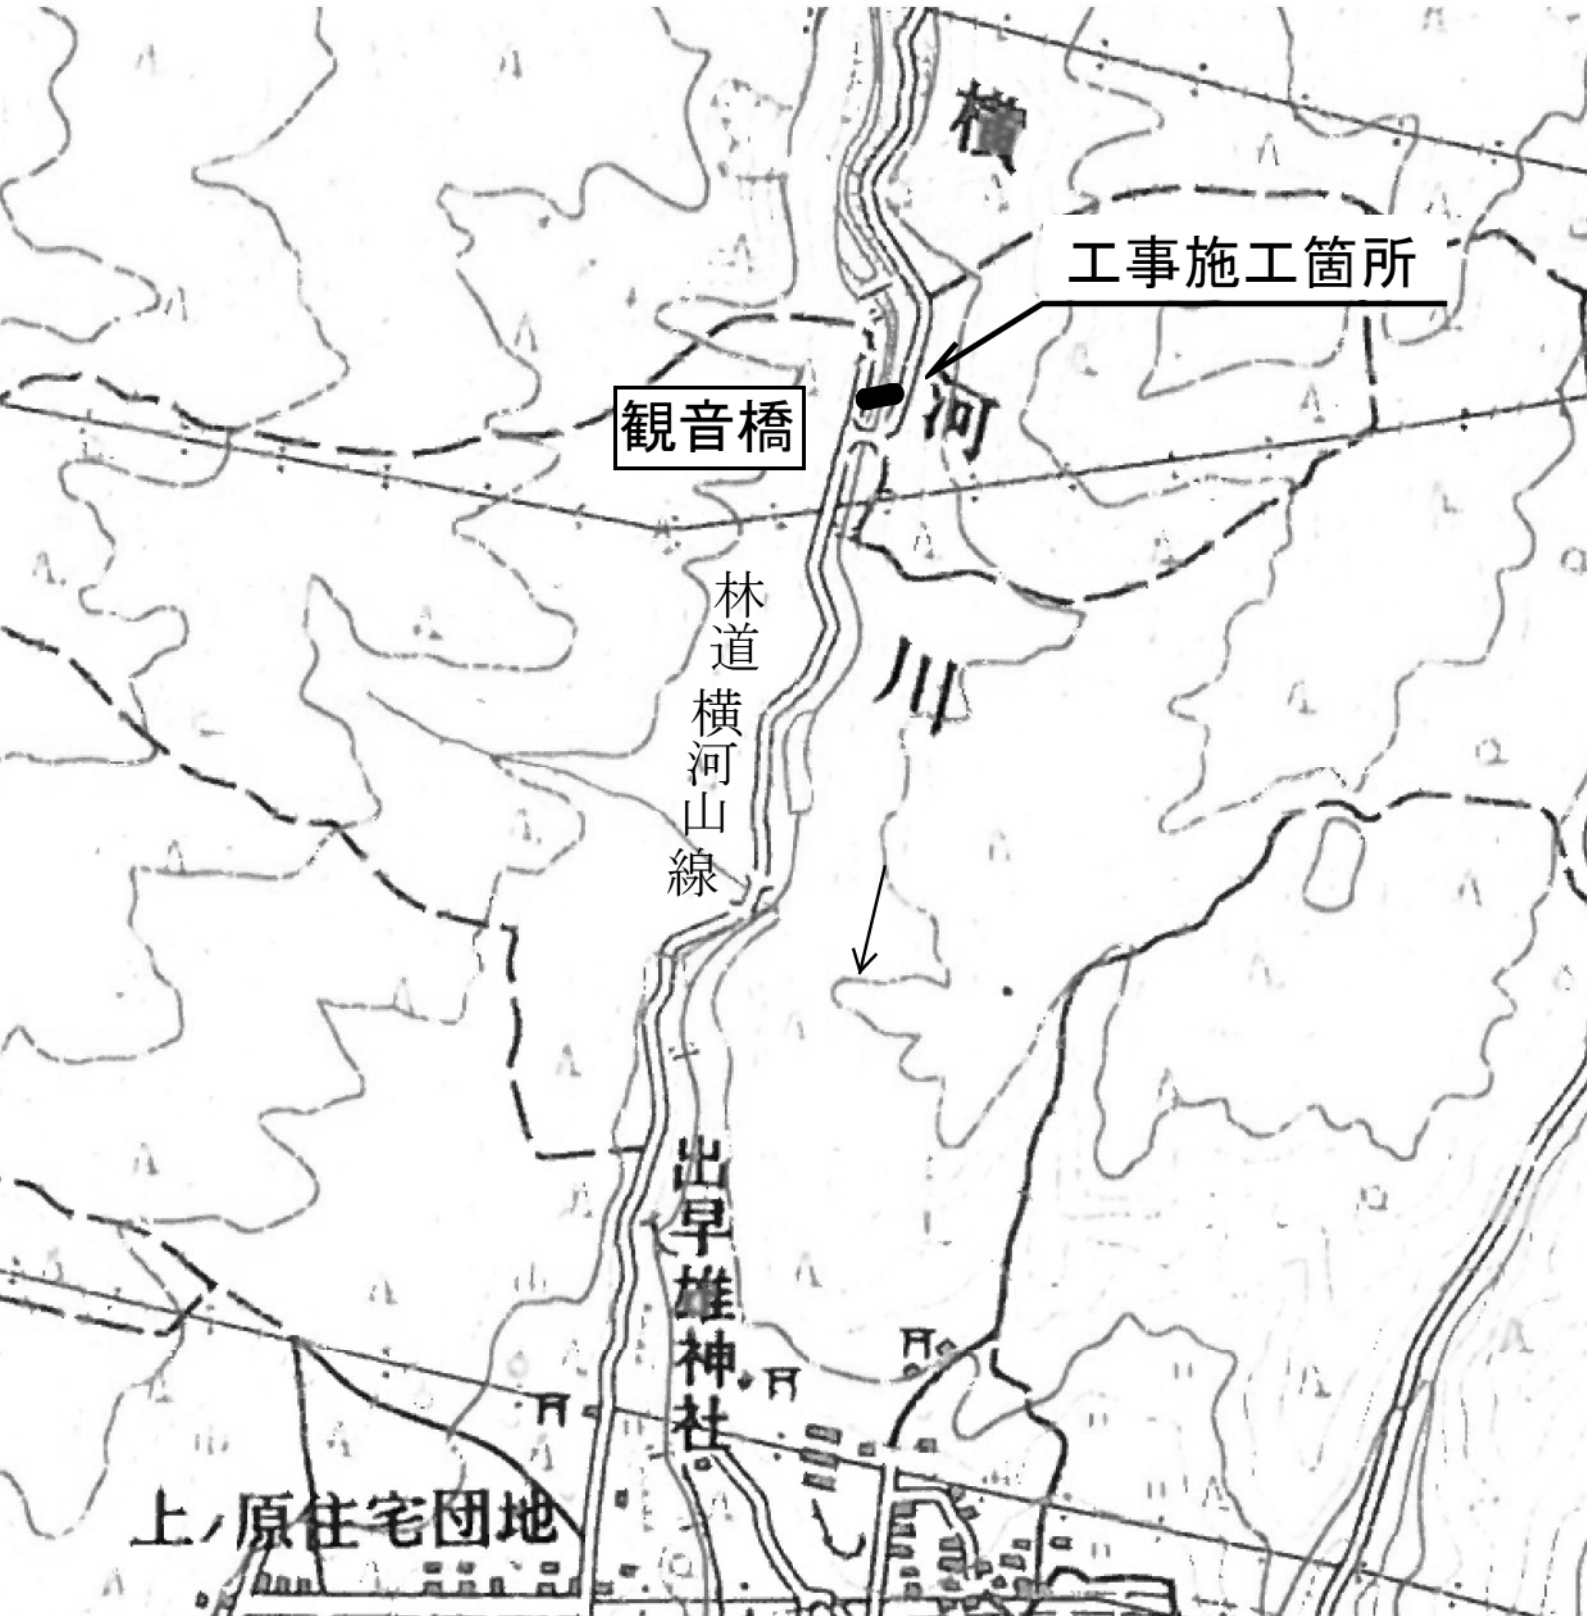 横
河
川
工事施工箇所
観音橋
林道 横河山線
出早雄神社
上ノ原住宅団地